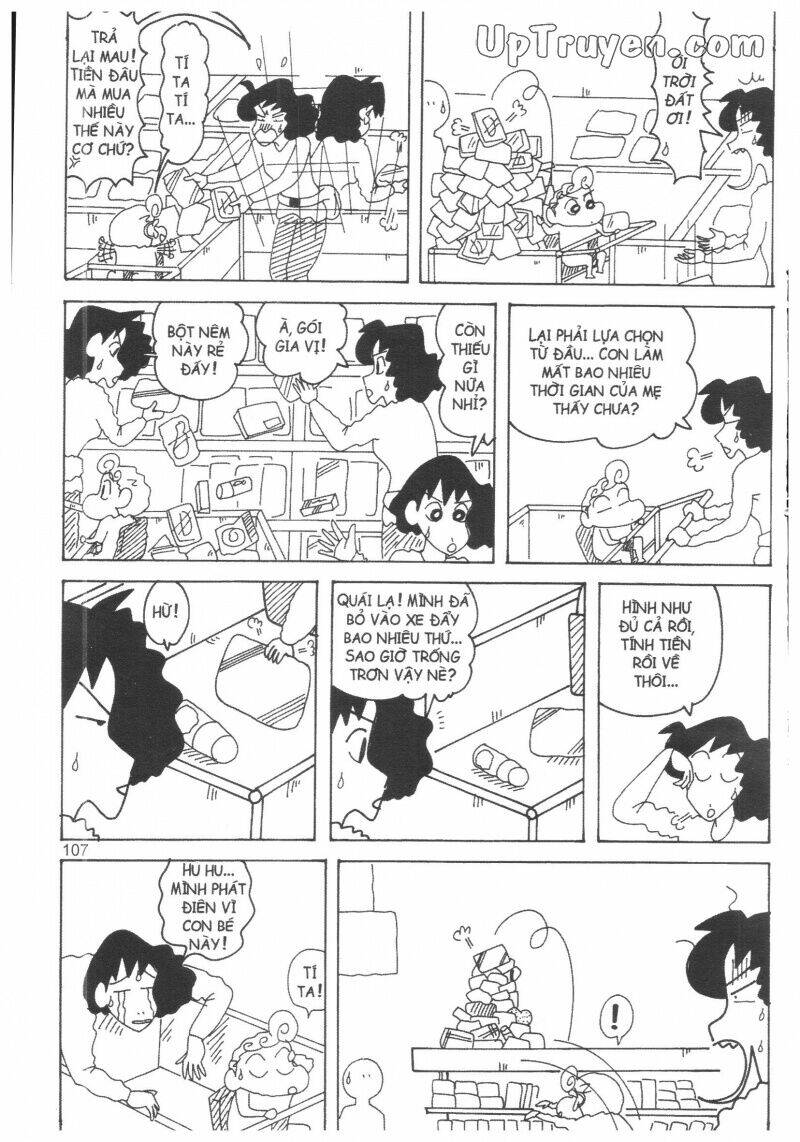 UpTruyen.com
ÔI
TRỜI
ĐẤT
ƠI!
TÍ
TA
TÍ
TA...
TRẢ
LẠI MAU!
TIỀN ĐÂU
MÀ MUA
NHIỀU
THẾ NÀY
CƠ CHỨ?
LẠI PHẢI LỰA CHỌN
TỪ ĐẦU... CON LÀM
MẤT BAO NHIÊU
THỜI GIAN CỦA MẸ
THẤY CHƯA?
CÒN
THIẾU
GÌ
NỮA
NHỈ?
À, GÓI
GIA VỊ!
BỘT NÊM
NÀY RẺ
ĐẤY!
HÌNH NHƯ
ĐỦ CẢ RỒI,
TÍNH TIỀN
RỒI VỀ
THÔI...
QUÁI LẠ! MÌNH ĐÃ
BỎ VÀO XE ĐẨY
BAO NHIÊU THỨ...
SAO GIỜ TRỐNG
TRƠN VẬY NÈ?
HỪ!
107
!
TÍ
TA!
HU HU...
MÌNH PHÁT
ĐIÊN VÌ
CON BÉ
NÀY!